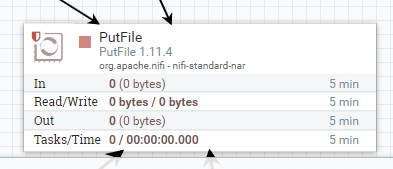 PutFile
PutFile 1.11.4
org.apache.nifi - nifi-standard-nar
In 0 (0 bytes) 5 min
Read/Write 0 bytes / 0 bytes 5 min
Out 0 (0 bytes) 5 min
Tasks/Time 0 / 00:00:00.000 5 min